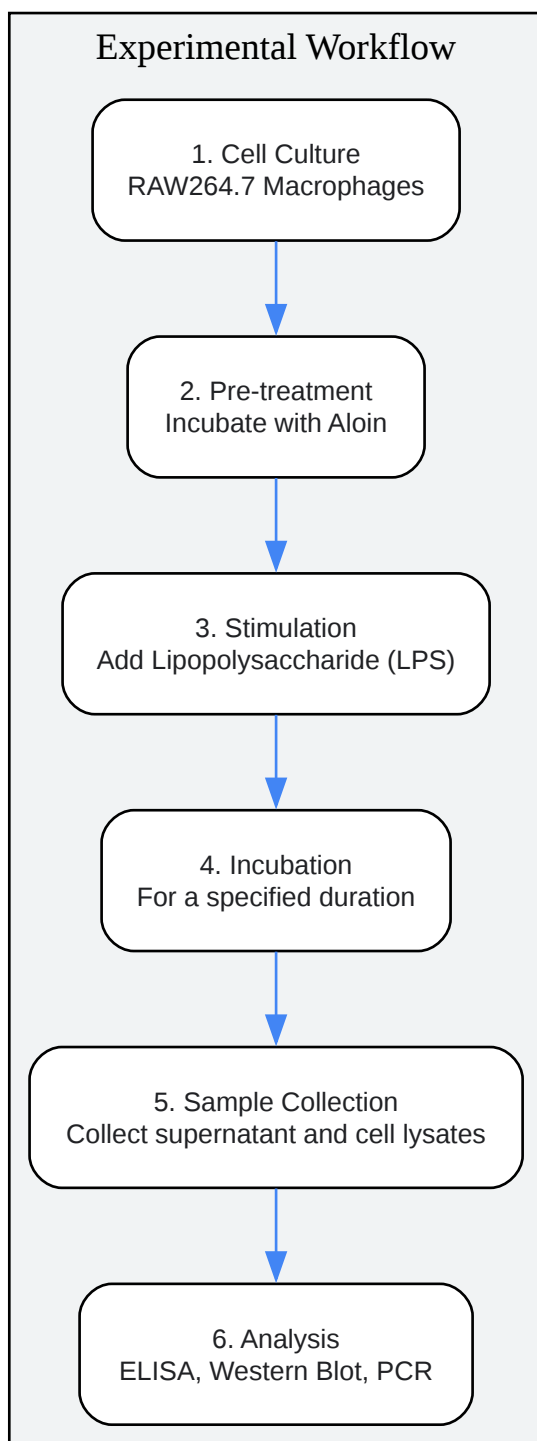 Experimental Workflow
1. Cell Culture
RAW264.7 Macrophages
2. Pre-treatment
Incubate with Aloin
3. Stimulation
Add Lipopolysaccharide (LPS)
4. Incubation
For a specified duration
5. Sample Collection
Collect supernatant and cell lysates
6. Analysis
ELISA, Western Blot, PCR